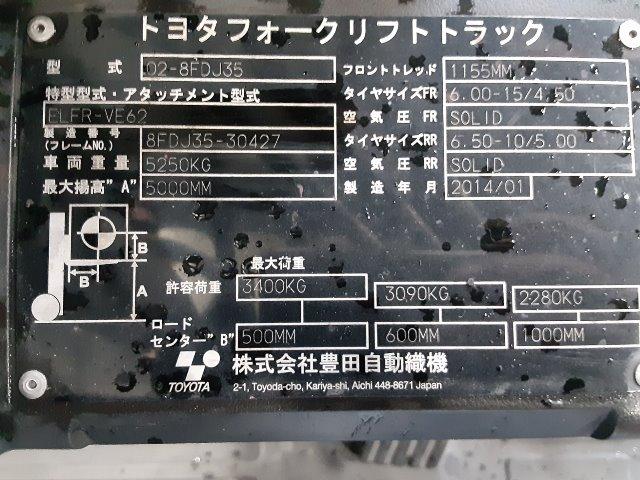 トヨタフォークリフトトラック
型式 02-8FDJ35 フロントトレッド 1155MM
特型型式・アタッチメント型式 タイヤサイズFR 6.00-15/4.50
ELFR-VE62 空気圧FR SOLID
製造番号 (フレームNO.) 8FDJ35-30427 タイヤサイズRR 6.50-10/5.00
車両重量 5250KG 空気圧RR SOLID
最大揚高"A" 5000MM 製造年月 2014/01
B
B
A
最大荷重
許容荷重 3400KG 3090KG 2280KG
ロード
センター"B" 500MM 600MM 1000MM
TOYOTA 株式会社豊田自動織機
2-1, Toyoda-cho, Kariya-shi, Aichi 448-8671 Japan